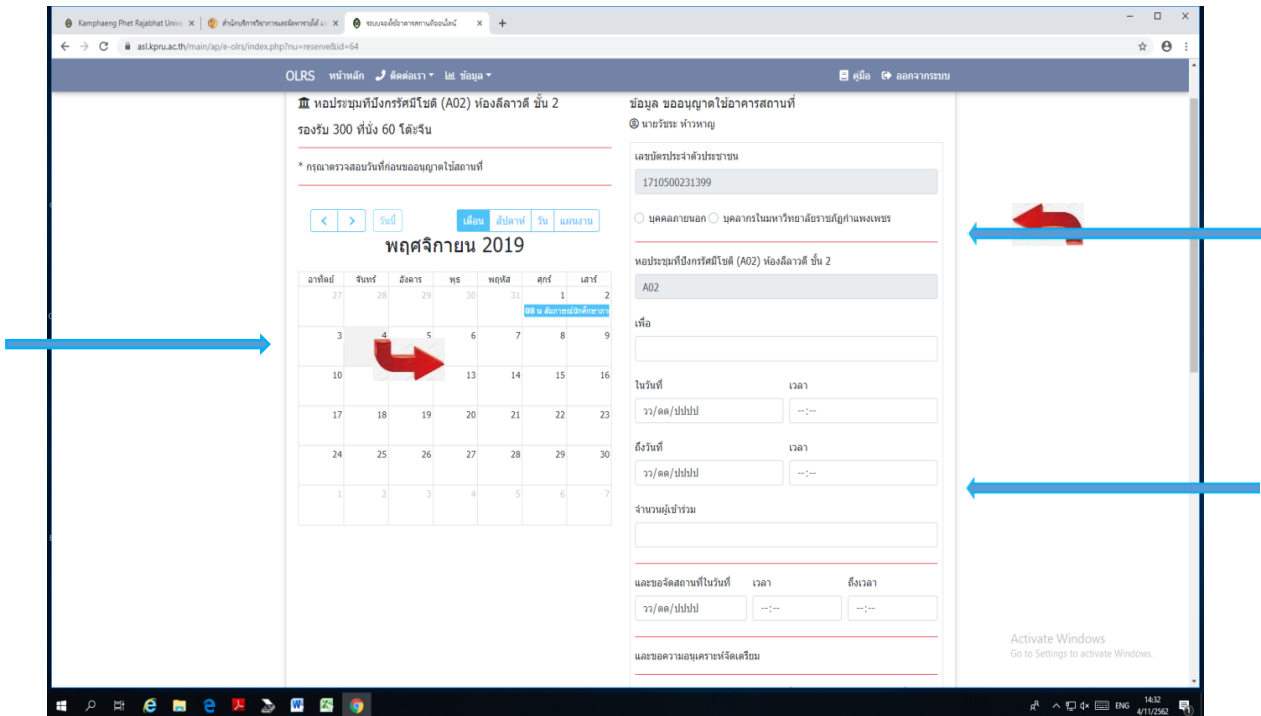 Kamphaeng Phet Rajabhat Univer
สำนักบริการวิชาการและจัดหารายได้ มร
ระบบจองใช้อาคารสถานที่ออนไลน์
asl.kpru.ac.th/main/ap/e-olrs/index.php?nu=reserve&id=64
OLRS หน้าหลัก ติดต่อเรา ข้อมูล คู่มือ ออกจากระบบ
หอประชุมทีปังกรรัศมีโชติ (A02) ห้องลีลาวดี ชั้น 2
รองรับ 300 ที่นั่ง 60 โต๊ะจีน
* กรุณาตรวจสอบวันที่ก่อนขออนุญาตใช้สถานที่
วันนี้ เดือน สัปดาห์ วัน แผนงาน
พฤศจิกายน 2019
อาทิตย์ จันทร์ อังคาร พุธ พฤหัส ศุกร์ เสาร์
27 28 29 30 31 1 2
08 น สัมภาษณ์นักศึกษาภา
3 4 5 6 7 8 9
10 13 14 15 16
17 18 19 20 21 22 23
24 25 26 27 28 29 30
1 2 3 4 5 6 7
ข้อมูล ขออนุญาตใช้อาคารสถานที่
นายวัชระ ห้าวหาญ
เลขบัตรประจำตัวประชาชน
1710500231399
บุคคลภายนอก บุคลากรในมหาวิทยาลัยราชภัฏกำแพงเพชร
หอประชุมทีปังกรรัศมีโชติ (A02) ห้องลีลาวดี ชั้น 2
A02
เพื่อ
ในวันที่ เวลา
วว/ดด/ปปปป --:--
ถึงวันที่ เวลา
วว/ดด/ปปปป --:--
จำนวนผู้เข้าร่วม
และขอจัดสถานที่ในวันที่ เวลา ถึงเวลา
วว/ดด/ปปปป --:-- --:--
และขอความอนุเคราะห์จัดเตรียม
Activate Windows
Go to Settings to activate Windows.
ENG
14:32
4/11/2562